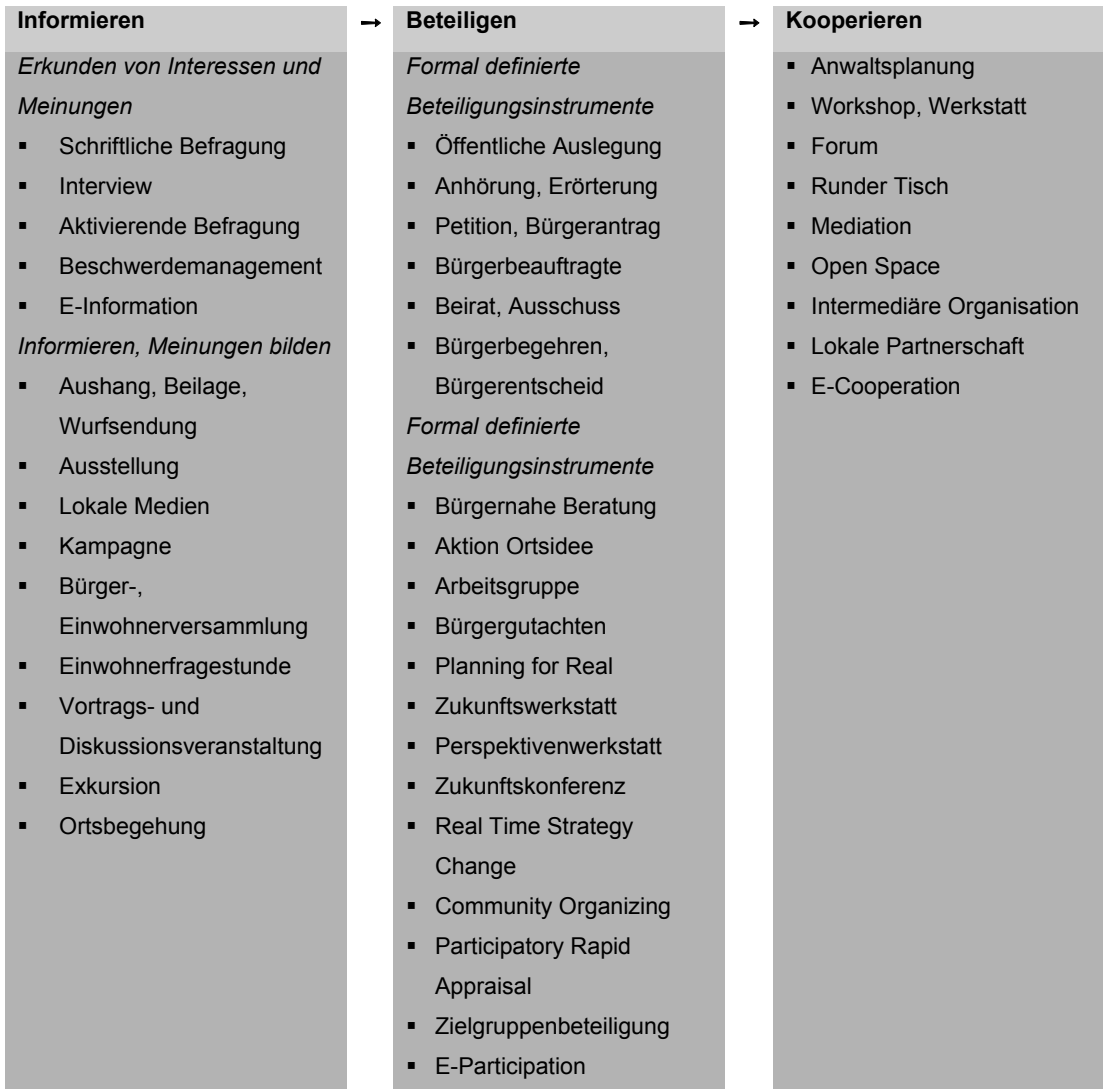 Informieren
Erkunden von Interessen und
Meinungen
▪ Schriftliche Befragung
▪ Interview
▪ Aktivierende Befragung
▪ Beschwerdemanagement
▪ E-Information
Informieren, Meinungen bilden
▪ Aushang, Beilage,
Wurfsendung
▪ Ausstellung
▪ Lokale Medien
▪ Kampagne
▪ Bürger-,
Einwohnerversammlung
▪ Einwohnerfragestunde
▪ Vortrags- und
Diskussionsveranstaltung
▪ Exkursion
▪ Ortsbegehung
→
Beteiligen
Formal definierte
Beteiligungsinstrumente
▪ Öffentliche Auslegung
▪ Anhörung, Erörterung
▪ Petition, Bürgerantrag
▪ Bürgerbeauftragte
▪ Beirat, Ausschuss
▪ Bürgerbegehren,
Bürgerentscheid
Formal definierte
Beteiligungsinstrumente
▪ Bürgernahe Beratung
▪ Aktion Ortsidee
▪ Arbeitsgruppe
▪ Bürgergutachten
▪ Planning for Real
▪ Zukunftswerkstatt
▪ Perspektivenwerkstatt
▪ Zukunftskonferenz
▪ Real Time Strategy
Change
▪ Community Organizing
▪ Participatory Rapid
Appraisal
▪ Zielgruppenbeteiligung
▪ E-Participation
→
Kooperieren
▪ Anwaltsplanung
▪ Workshop, Werkstatt
▪ Forum
▪ Runder Tisch
▪ Mediation
▪ Open Space
▪ Intermediäre Organisation
▪ Lokale Partnerschaft
▪ E-Cooperation